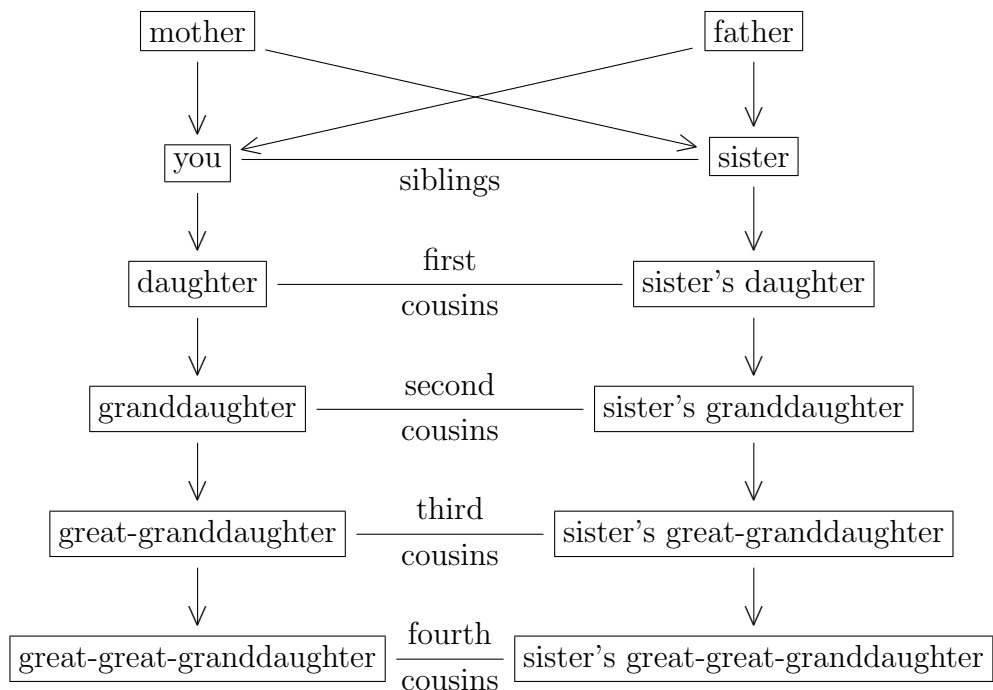 mother
father
you
sister
siblings
daughter
first
cousins
sister's daughter
granddaughter
second
cousins
sister's granddaughter
great-granddaughter
third
cousins
sister's great-granddaughter
great-great-granddaughter
fourth
cousins
sister's great-great-granddaughter